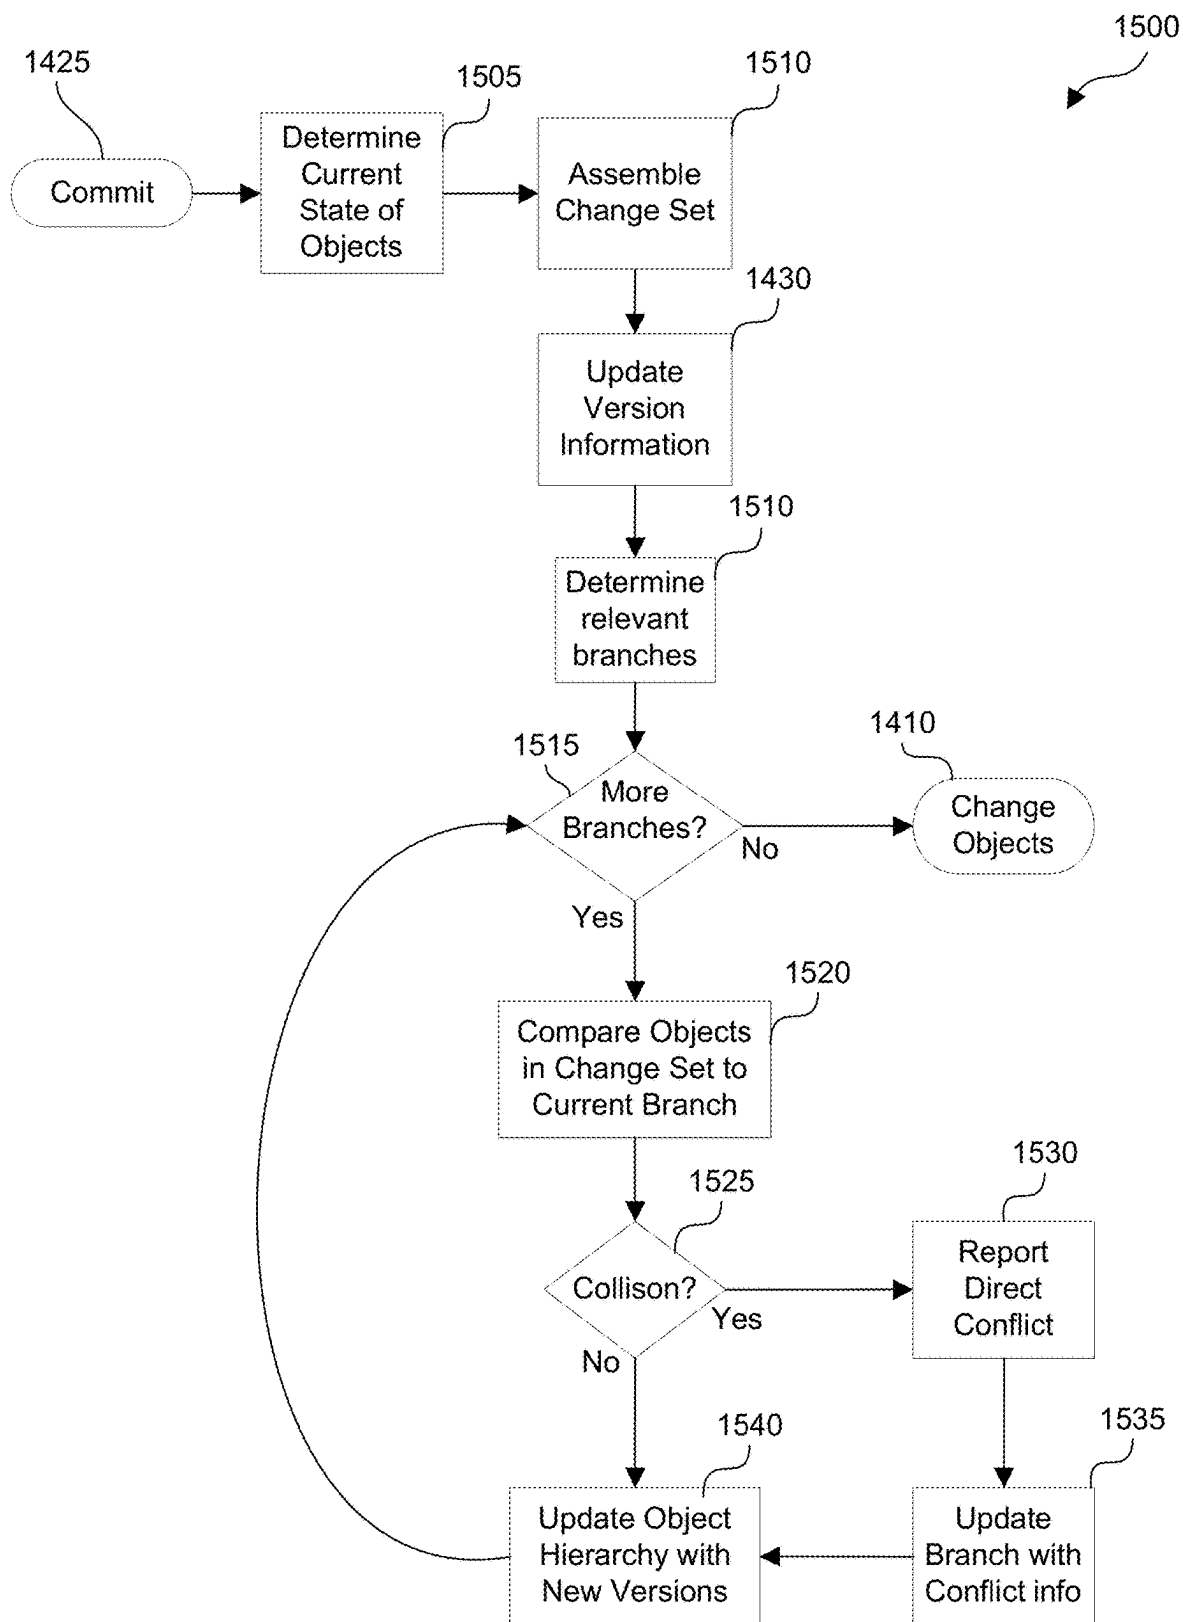 1500
1425
1505
1510
Commit
Determine
Current
State of
Objects
Assemble
Change Set
1430
Update
Version
Information
1510
Determine
relevant
branches
1515
1410
More
Branches?
Change
Objects
No
Yes
1520
Compare Objects
in Change Set to
Current Branch
1525
1530
Collison?
Yes
No
Report
Direct
Conflict
1540
1535
Update Object
Hierarchy with
New Versions
Update
Branch with
Conflict info